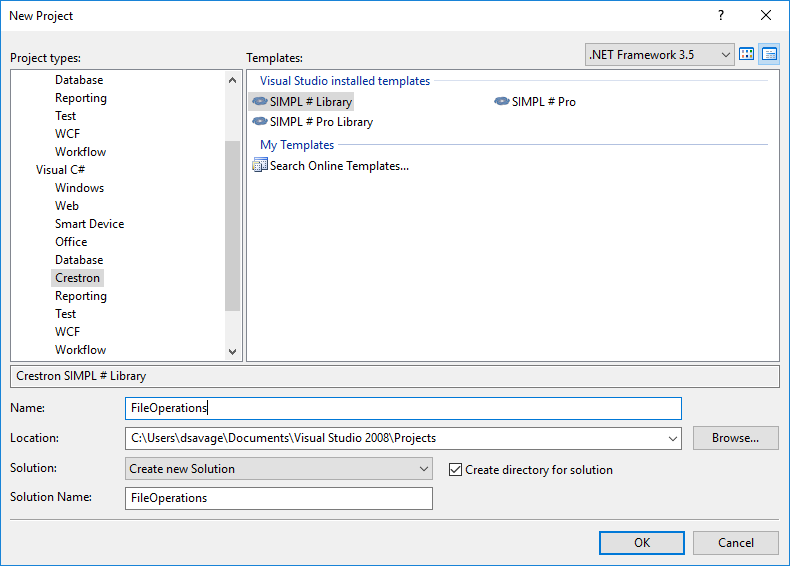 New Project
Project types:
Templates:
.NET Framework 3.5
Database
Reporting
Test
WCF
Workflow
Visual C#
Windows
Web
Smart Device
Office
Database
Crestron
Reporting
Test
WCF
Workflow
Visual Studio installed templates
SIMPL # Library
SIMPL # Pro
SIMPL # Pro Library
My Templates
Search Online Templates...
Crestron SIMPL # Library
Name:
FileOperations
Location:
C:\Users\dsavage\Documents\Visual Studio 2008\Projects
Browse...
Solution:
Create new Solution
Create directory for solution
Solution Name:
FileOperations
OK
Cancel